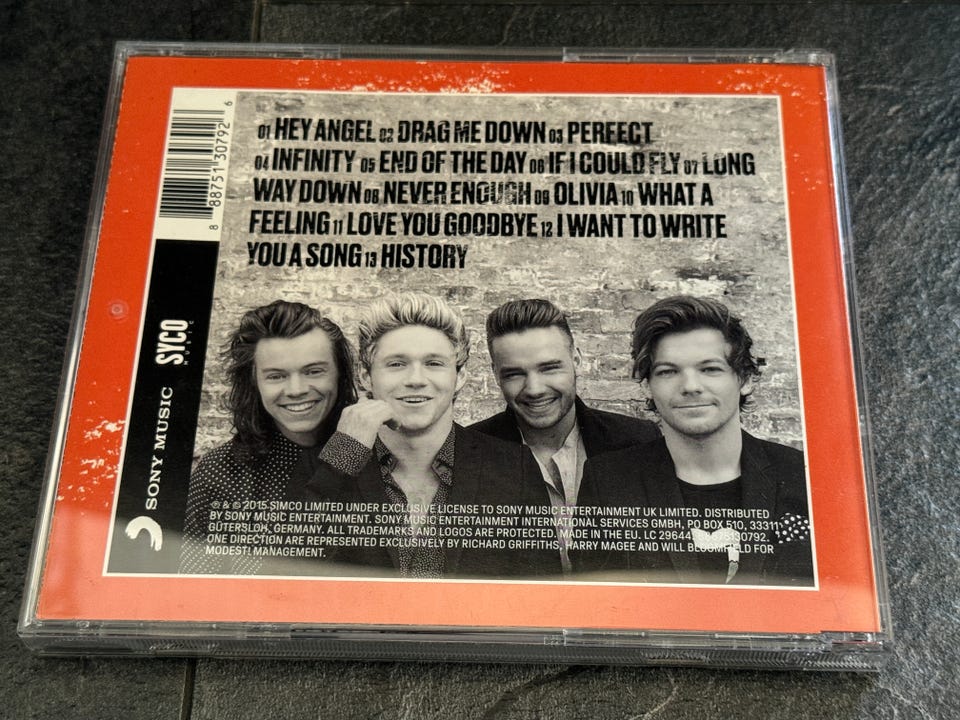 01 HEY ANGEL 02 DRAG ME DOWN 03 PERFECT
04 INFINITY 05 END OF THE DAY 06 IF I COULD FLY 07 LONG
WAY DOWN 08 NEVER ENOUGH 09 OLIVIA 10 WHAT A
FEELING 11 LOVE YOU GOODBYE 12 I WANT TO WRITE
YOU A SONG 13 HISTORY
8 88751 30792 6
SYCO
MUSIC
SONY MUSIC
℗ & © 2015 SIMCO LIMITED UNDER EXCLUSIVE LICENSE TO SONY MUSIC ENTERTAINMENT UK LIMITED. DISTRIBUTED
BY SONY MUSIC ENTERTAINMENT. SONY MUSIC ENTERTAINMENT INTERNATIONAL SERVICES GMBH, PO BOX 510, 33311
GÜTERSLOH, GERMANY. ALL TRADEMARKS AND LOGOS ARE PROTECTED. MADE IN THE EU. LC 29644. 88875130792.
ONE DIRECTION ARE REPRESENTED EXCLUSIVELY BY RICHARD GRIFFITHS, HARRY MAGEE AND WILL BLOOMFIELD FOR
MODEST! MANAGEMENT.